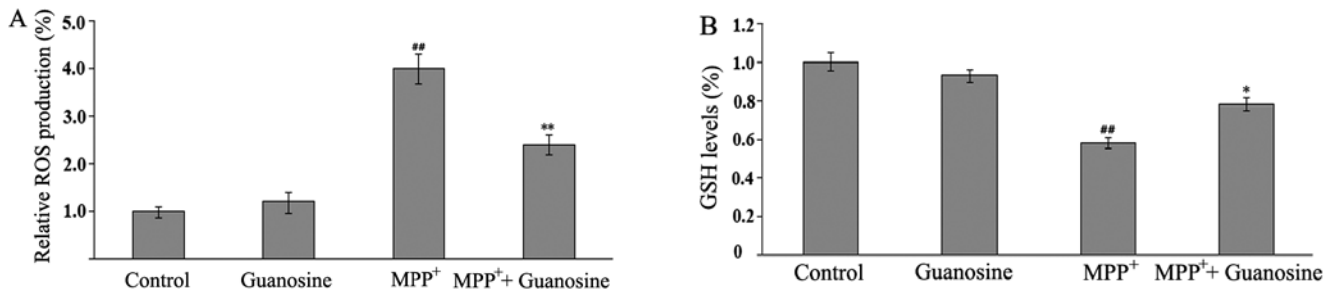 A
Relative ROS production (%)
5.0
4.0
3.0
2.0
1.0
##
**
Control
Guanosine
MPP+
MPP++ Guanosine
B
GSH levels (%)
1.2
1.0
0.8
0.6
0.4
0.2
0
##
*
Control
Guanosine
MPP+
MPP++ Guanosine